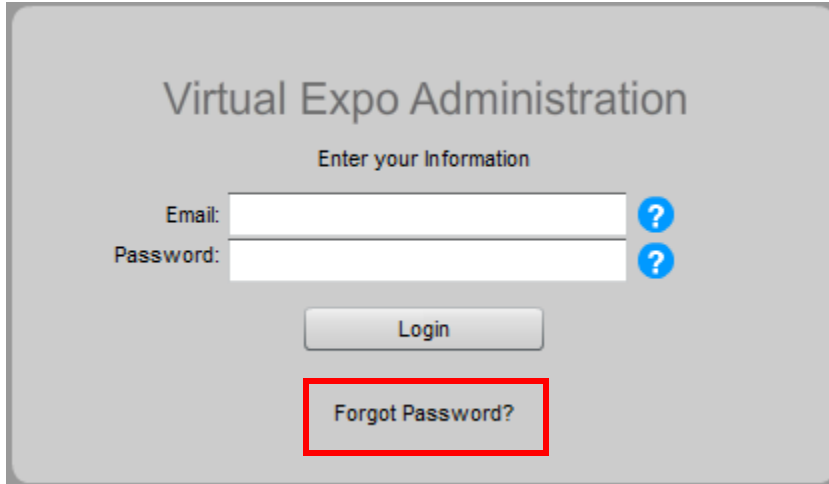 Virtual Expo Administration
Enter your Information
Email: ?
Password: ?
Login
Forgot Password?